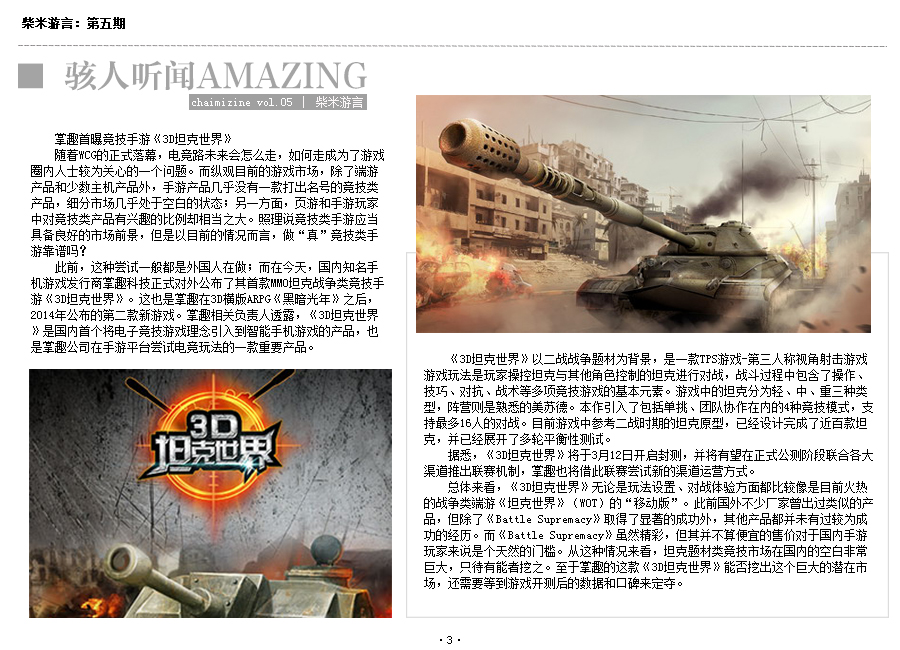 柴米游言：第五期
骇人听闻AMAZING
chaimizine vol.05 | 柴米游言
掌趣首曝竞技手游《3D坦克世界》
随着WCG的正式落幕，电竞路未来会怎么走，如何走成为了游戏
圈内人士较为关心的一个问题。而纵观目前的游戏市场，除了端游
产品和少数主机产品外，手游产品几乎没有一款打出名号的竞技类
产品，细分市场几乎处于空白的状态；另一方面，页游和手游玩家
中对竞技类产品有兴趣的比例却相当之大。照理说竞技类手游应当
具备良好的市场前景，但是以目前的情况而言，做“真”竞技类手
游靠谱吗？
此前，这种尝试一般都是外国人在做；而在今天，国内知名手
机游戏发行商掌趣科技正式对外公布了其首款MMO坦克战争类竞技手
游《3D坦克世界》。这也是掌趣在3D横版ARPG《黑暗光年》之后，
2014年公布的第二款新游戏。掌趣相关负责人透露，《3D坦克世界
》是国内首个将电子竞技游戏理念引入到智能手机游戏的产品，也
是掌趣公司在手游平台尝试电竞玩法的一款重要产品。
3D
坦克世界
《3D坦克世界》以二战战争题材为背景，是一款TPS游戏-第三人称视角射击游戏
游戏玩法是玩家操控坦克与其他角色控制的坦克进行对战，战斗过程中包含了操作、
技巧、对抗、战术等多项竞技游戏的基本元素。游戏中的坦克分为轻、中、重三种类
型，阵营则是熟悉的美苏德。本作引入了包括单挑、团队协作在内的4种竞技模式，支
持最多16人的对战。目前游戏中参考二战时期的坦克原型，已经设计完成了近百款坦
克，并已经展开了多轮平衡性测试。
据悉，《3D坦克世界》将于3月12日开启封测，并将有望在正式公测阶段联合各大
渠道推出联赛机制，掌趣也将借此联赛尝试新的渠道运营方式。
总体来看，《3D坦克世界》无论是玩法设置、对战体验方面都比较像是目前火热
的战争类端游《坦克世界》（WOT）的“移动版”。此前国外不少厂家曾出过类似的产
品，但除了《Battle Supremacy》取得了显著的成功外，其他产品都并未有过较为成
功的经历。而《Battle Supremacy》虽然精彩，但其并不算便宜的售价对于国内手游
玩家来说是个天然的门槛。从这种情况来看，坦克题材类竞技市场在国内的空白非常
巨大，只待有能者挖之。至于掌趣的这款《3D坦克世界》能否挖出这个巨大的潜在市
场，还需要等到游戏开测后的数据和口碑来定夺。
·3·